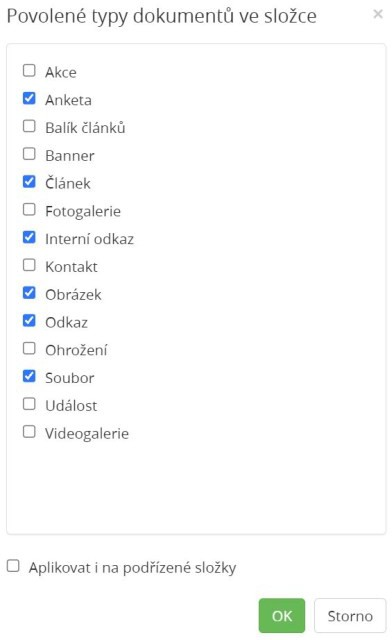 Povolené typy dokumentů ve složce ×
Akce
Anketa
Balík článků
Banner
Článek
Fotogalerie
Interní odkaz
Kontakt
Obrázek
Odkaz
Ohrožení
Soubor
Událost
Videogalerie
Aplikovat i na podřízené složky
OK Storno